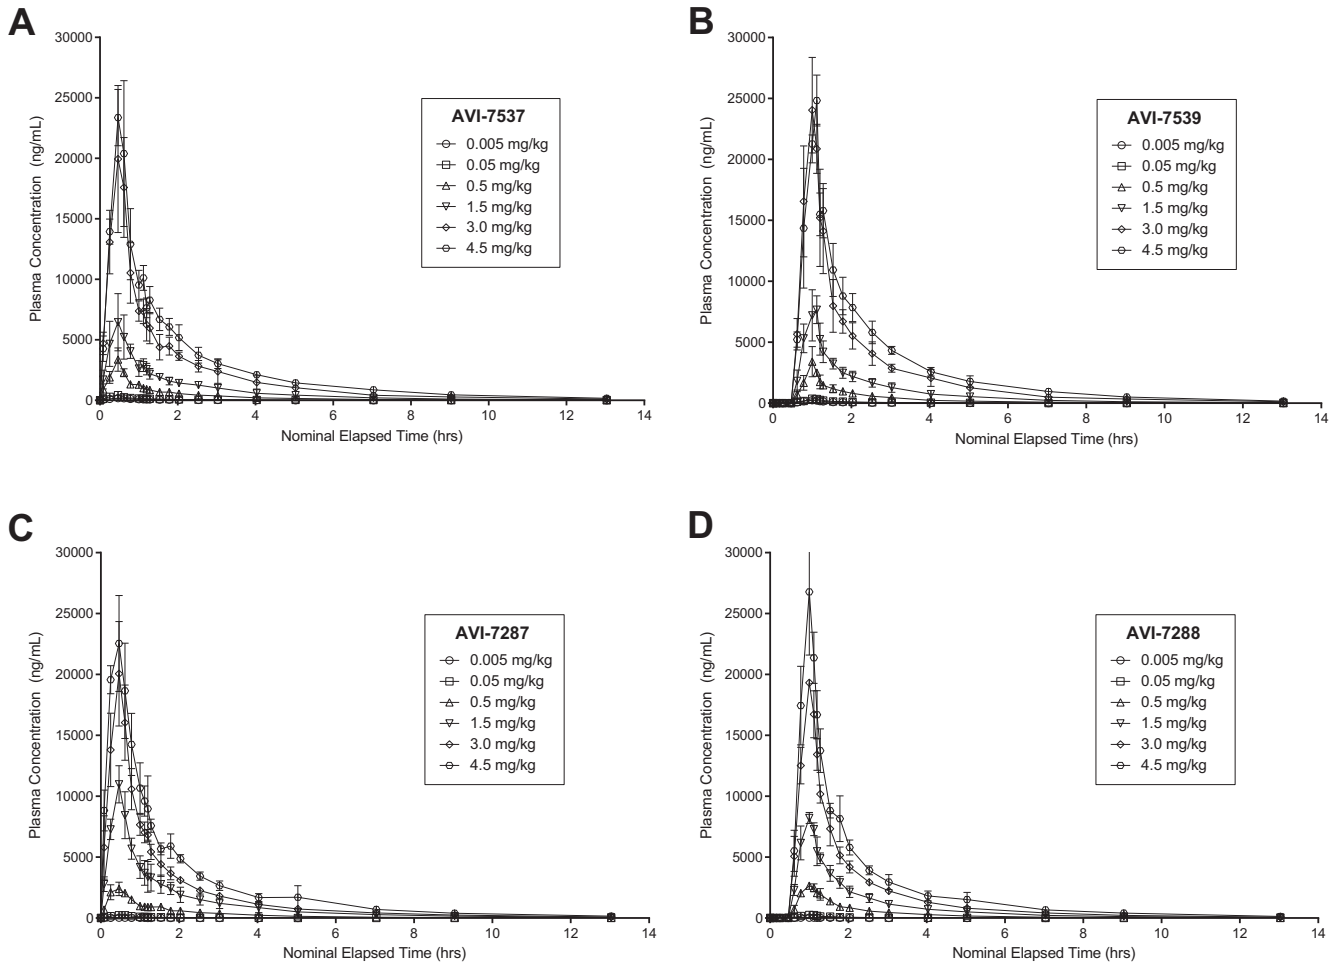 A
30000
25000
20000
15000
10000
5000
0
Plasma Concentration (ng/mL)
0 2 4 6 8 10 12 14
Nominal Elapsed Time (hrs)
AVI-7537
0.005 mg/kg
0.05 mg/kg
0.5 mg/kg
1.5 mg/kg
3.0 mg/kg
4.5 mg/kg
B
30000
25000
20000
15000
10000
5000
0
Plasma Concentration (ng/mL)
0 2 4 6 8 10 12 14
Nominal Elapsed Time (hrs)
AVI-7539
0.005 mg/kg
0.05 mg/kg
0.5 mg/kg
1.5 mg/kg
3.0 mg/kg
4.5 mg/kg
C
30000
25000
20000
15000
10000
5000
0
Plasma Concentration (ng/mL)
0 2 4 6 8 10 12 14
Nominal Elapsed Time (hrs)
AVI-7287
0.005 mg/kg
0.05 mg/kg
0.5 mg/kg
1.5 mg/kg
3.0 mg/kg
4.5 mg/kg
D
30000
25000
20000
15000
10000
5000
0
Plasma Concentration (ng/mL)
0 2 4 6 8 10 12 14
Nominal Elapsed Time (hrs)
AVI-7288
0.005 mg/kg
0.05 mg/kg
0.5 mg/kg
1.5 mg/kg
3.0 mg/kg
4.5 mg/kg